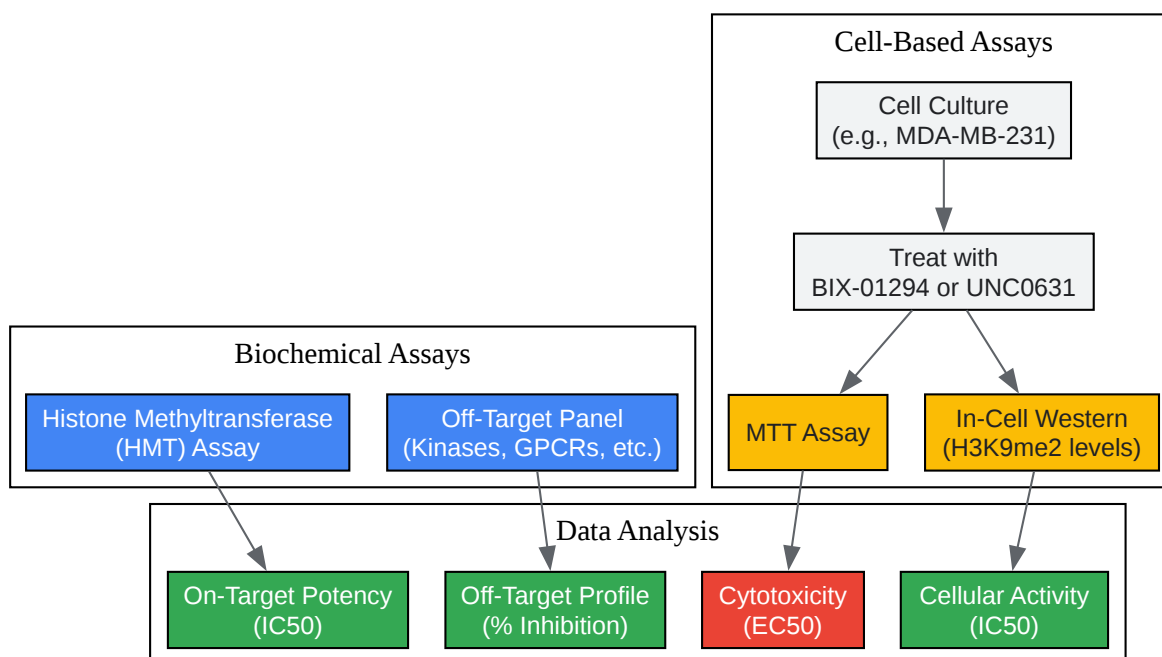 Cell-Based Assays
Cell Culture
(e.g., MDA-MB-231)
Treat with
BIX-01294 or UNC0631
Biochemical Assays
Histone Methyltransferase
(HMT) Assay
Off-Target Panel
(Kinases, GPCRs, etc.)
MTT Assay
In-Cell Western
(H3K9me2 levels)
Data Analysis
On-Target Potency
(IC50)
Off-Target Profile
(% Inhibition)
Cytotoxicity
(EC50)
Cellular Activity
(IC50)